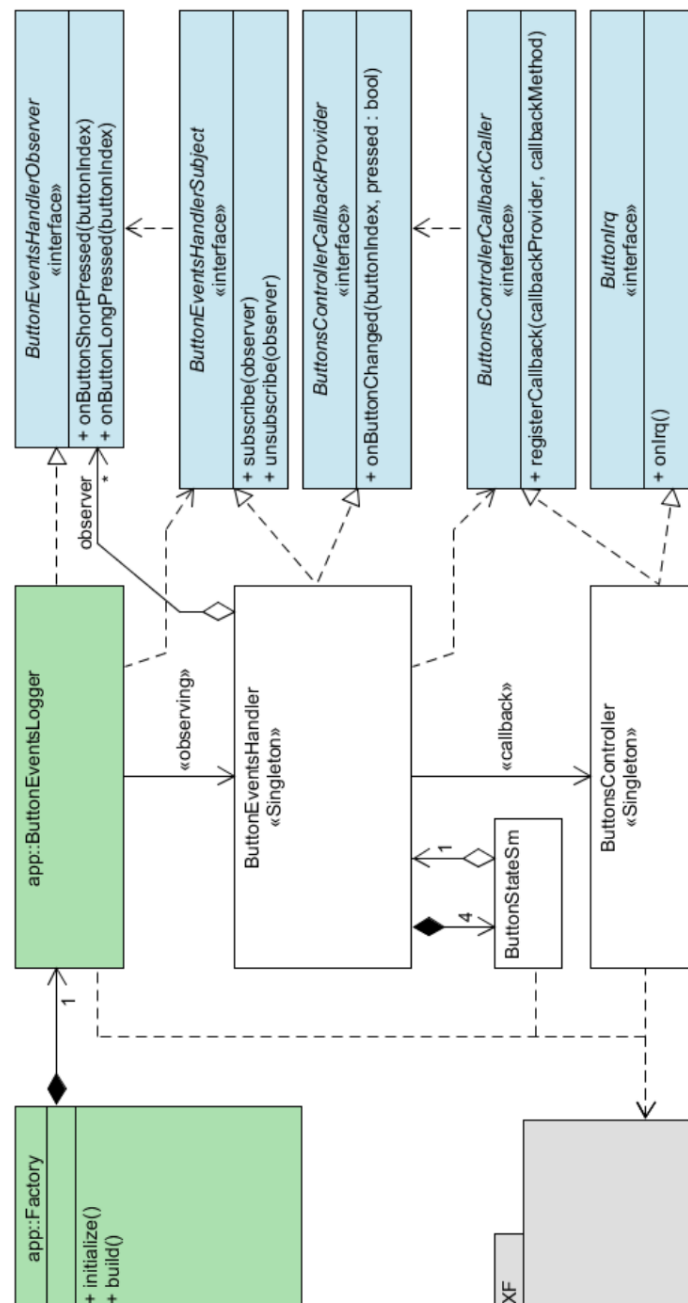 app::Factory
+ initialize()
+ build()
1
app::ButtonEventsLogger
observer
*
ButtonEventsHandlerObserver
«interface»
+ onButtonShortPressed(buttonIndex)
+ onButtonLongPressed(buttonIndex)
«observing»
ButtonEventsHandlerSubject
«interface»
+ subscribe(observer)
+ unsubscribe(observer)
ButtonEventsHandler
«Singleton»
ButtonsControllerCallbackProvider
«interface»
+ onButtonChanged(buttonIndex, pressed : bool)
4
1
«callback»
ButtonStateSm
ButtonsControllerCallbackCaller
«interface»
+ registerCallback(callbackProvider, callbackMethod)
XF
ButtonsController
«Singleton»
ButtonIrq
«interface»
+ onIrq()